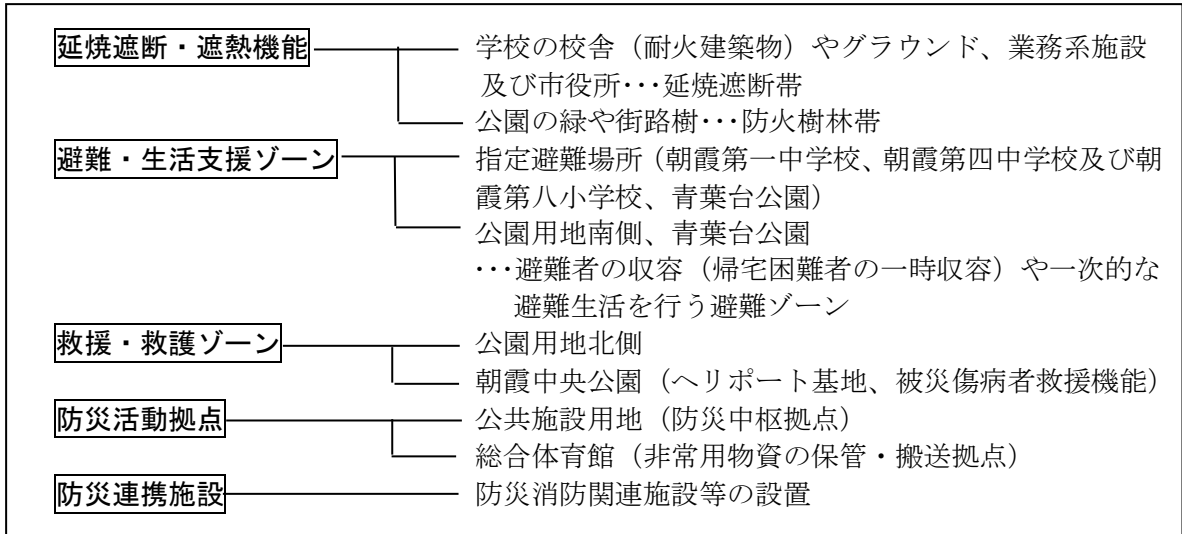 延焼遮断・遮熱機能 学校の校舎（耐火建築物）やグラウンド、業務系施設
及び市役所･･･延焼遮断帯
公園の緑や街路樹･･･防火樹林帯
避難・生活支援ゾーン 指定避難場所（朝霞第一中学校、朝霞第四中学校及び朝
霞第八小学校、青葉台公園）
公園用地南側、青葉台公園
･･･避難者の収容（帰宅困難者の一時収容）や一次的な
避難生活を行う避難ゾーン
救援・救護ゾーン 公園用地北側
朝霞中央公園（ヘリポート基地、被災傷病者救援機能）
防災活動拠点 公共施設用地（防災中枢拠点）
総合体育館（非常用物資の保管・搬送拠点）
防災連携施設 防災消防関連施設等の設置